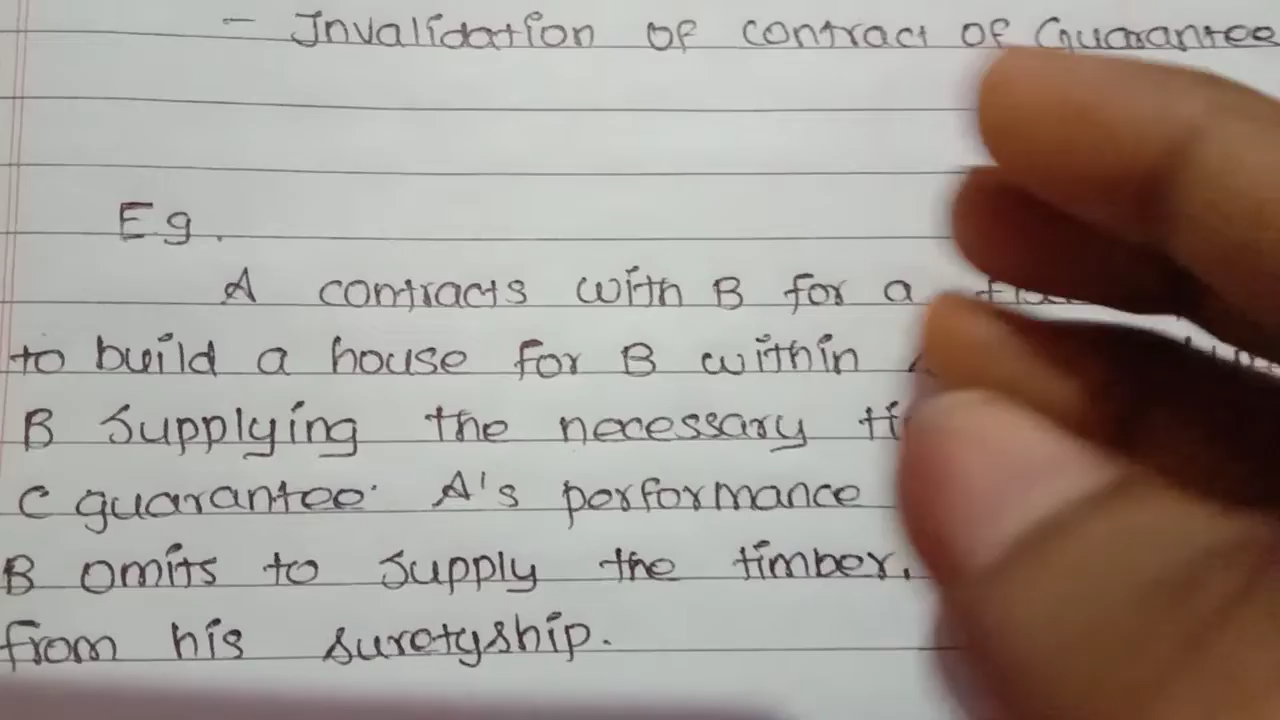 - Invalidation of contract of Guarantee
Eg.
A contracts with B for a
to build a house for B within
B supplying the necessary
C guarantee. A's performance
B omits to supply the timber.
from his suretyship.